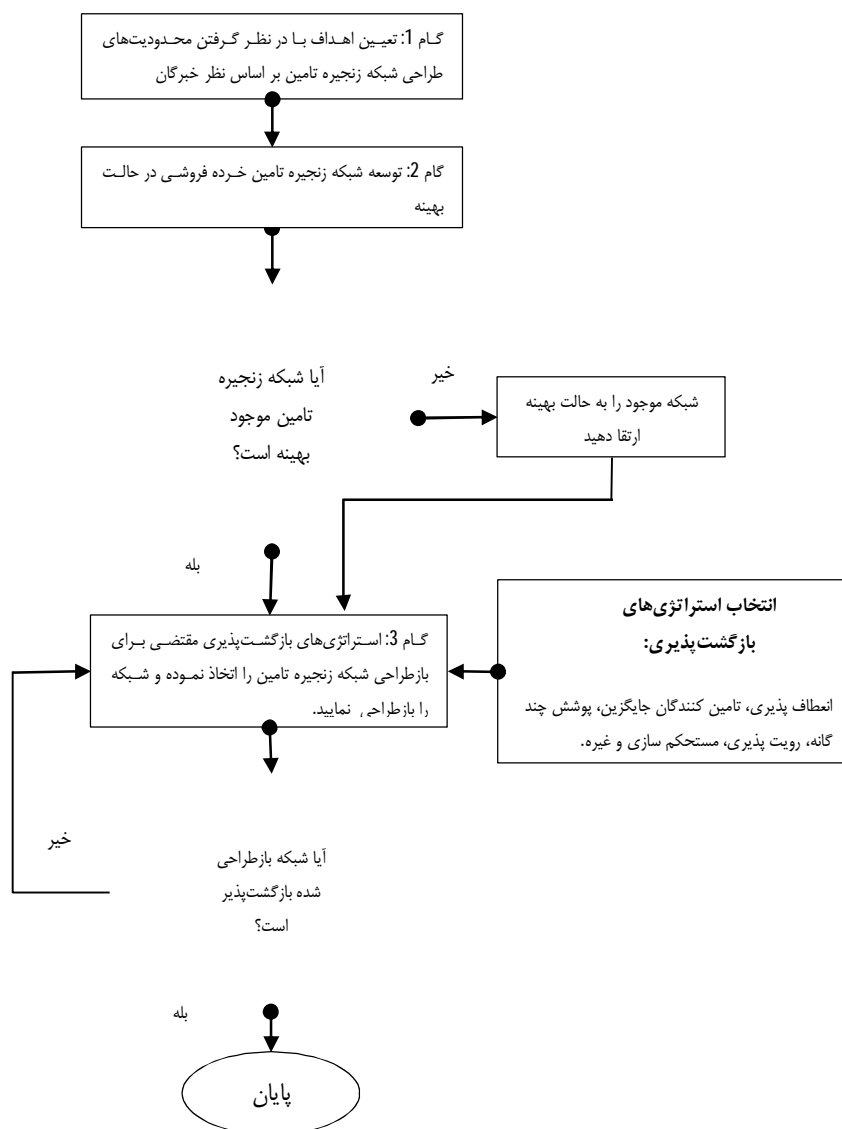 گام 1: تعیین اهداف با در نظر گرفتن محدودیت‌های
طراحی شبکه زنجیره تامین بر اساس نظر خبرگان
گام 2: توسعه شبکه زنجیره تامین خرده فروشی در حالت
بهینه
آیا شبکه زنجیره
تامین موجود
بهینه است؟
خیر
شبکه موجود را به حالت بهینه
ارتقا دهید
بله
انتخاب استراتژی‌های
بازگشت‌پذیری:
انعطاف پذیری، تامین کنندگان جایگزین، پوشش چند
گانه، رویت پذیری، مستحکم سازی و غیره.
گام 3: استراتژی‌های بازگشت‌پذیری مقتضی برای
بازطراحی شبکه زنجیره تامین را اتخاذ نموده و شبکه
را بازطراحی نمایید.
خیر
آیا شبکه بازطراحی
شده بازگشت‌پذیر
است؟
بله
پایان